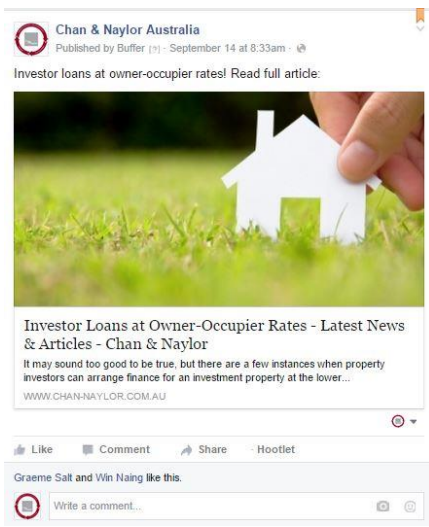 Chan & Naylor Australia
Published by Buffer [?] · September 14 at 8:33am ·
Investor loans at owner-occupier rates! Read full article:
Investor Loans at Owner-Occupier Rates - Latest News
& Articles - Chan & Naylor
It may sound too good to be true, but there are a few instances when property
investors can arrange finance for an investment property at the lower...
WWW.CHAN-NAYLOR.COM.AU
Like Comment Share · Hootlet
Graeme Salt and Win Naing like this.
Write a comment...